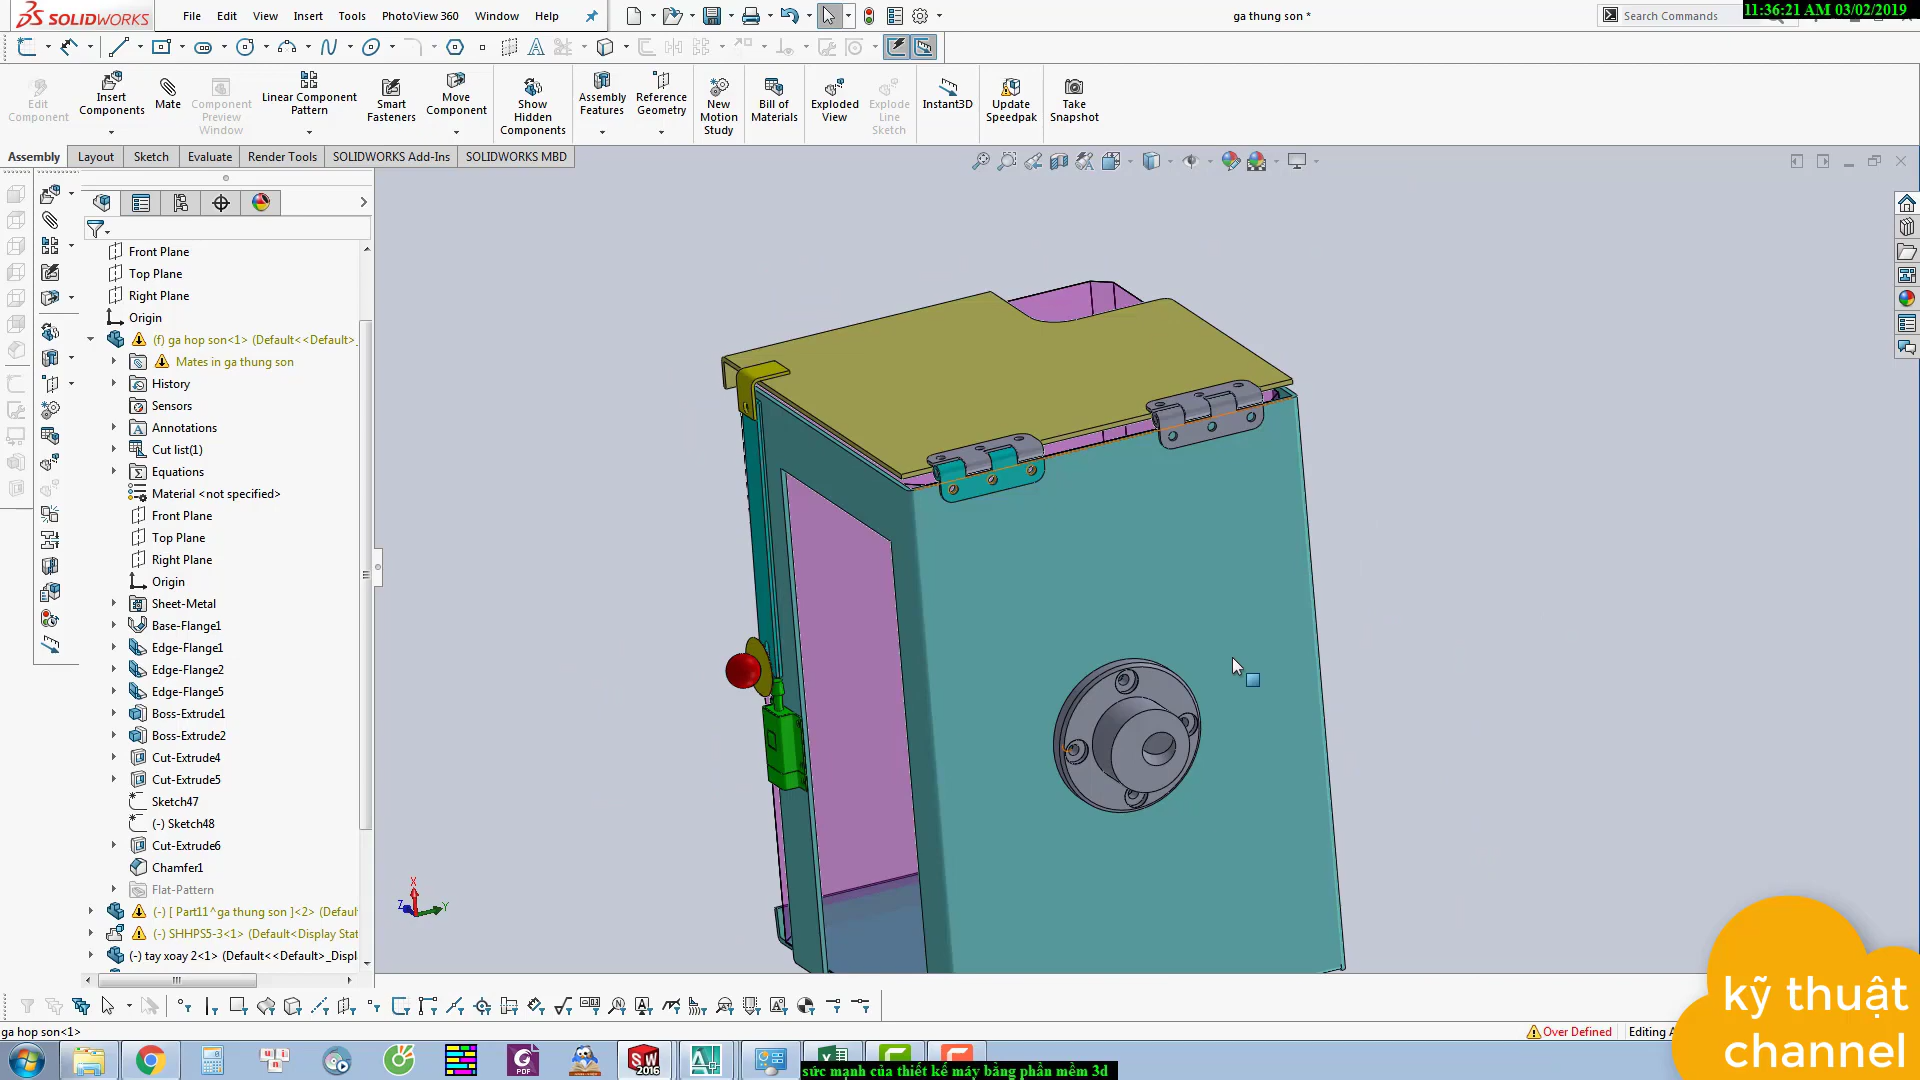 SOLIDWORKS
File Edit View Insert Tools PhotoView 360 Window Help
ga thung son *
Search Commands
11:36:21 AM 03/02/2019
Edit Component
Insert Components
Mate
Component Preview Window
Linear Component Pattern
Smart Fasteners
Move Component
Show Hidden Components
Assembly Features
Reference Geometry
New Motion Study
Bill of Materials
Exploded View
Explode Line Sketch
Instant3D
Update Speedpak
Take Snapshot
Assembly Layout Sketch Evaluate Render Tools SOLIDWORKS Add-Ins SOLIDWORKS MBD
Front Plane
Top Plane
Right Plane
Origin
(f) ga hop son<1> (Default<<Default>_
Mates in ga thung son
History
Sensors
Annotations
Cut list(1)
Equations
Material <not specified>
Front Plane
Top Plane
Right Plane
Origin
Sheet-Metal
Base-Flange1
Edge-Flange1
Edge-Flange2
Edge-Flange5
Boss-Extrude1
Boss-Extrude2
Cut-Extrude4
Cut-Extrude5
Sketch47
(-) Sketch48
Cut-Extrude6
Chamfer1
Flat-Pattern
(-) [ Part11^ga thung son ]<2> (Defaul
(-) SHHPS5-3<1> (Default<Display Stat
(-) tay xoay 2<1> (Default<<Default>_Displ
X
Z
Y
ga hop son<1>
Over Defined
Editing A
kỹ thuật
channel
SW
2016
PDF
sức mạnh của thiết kế máy bằng phần mềm 3d